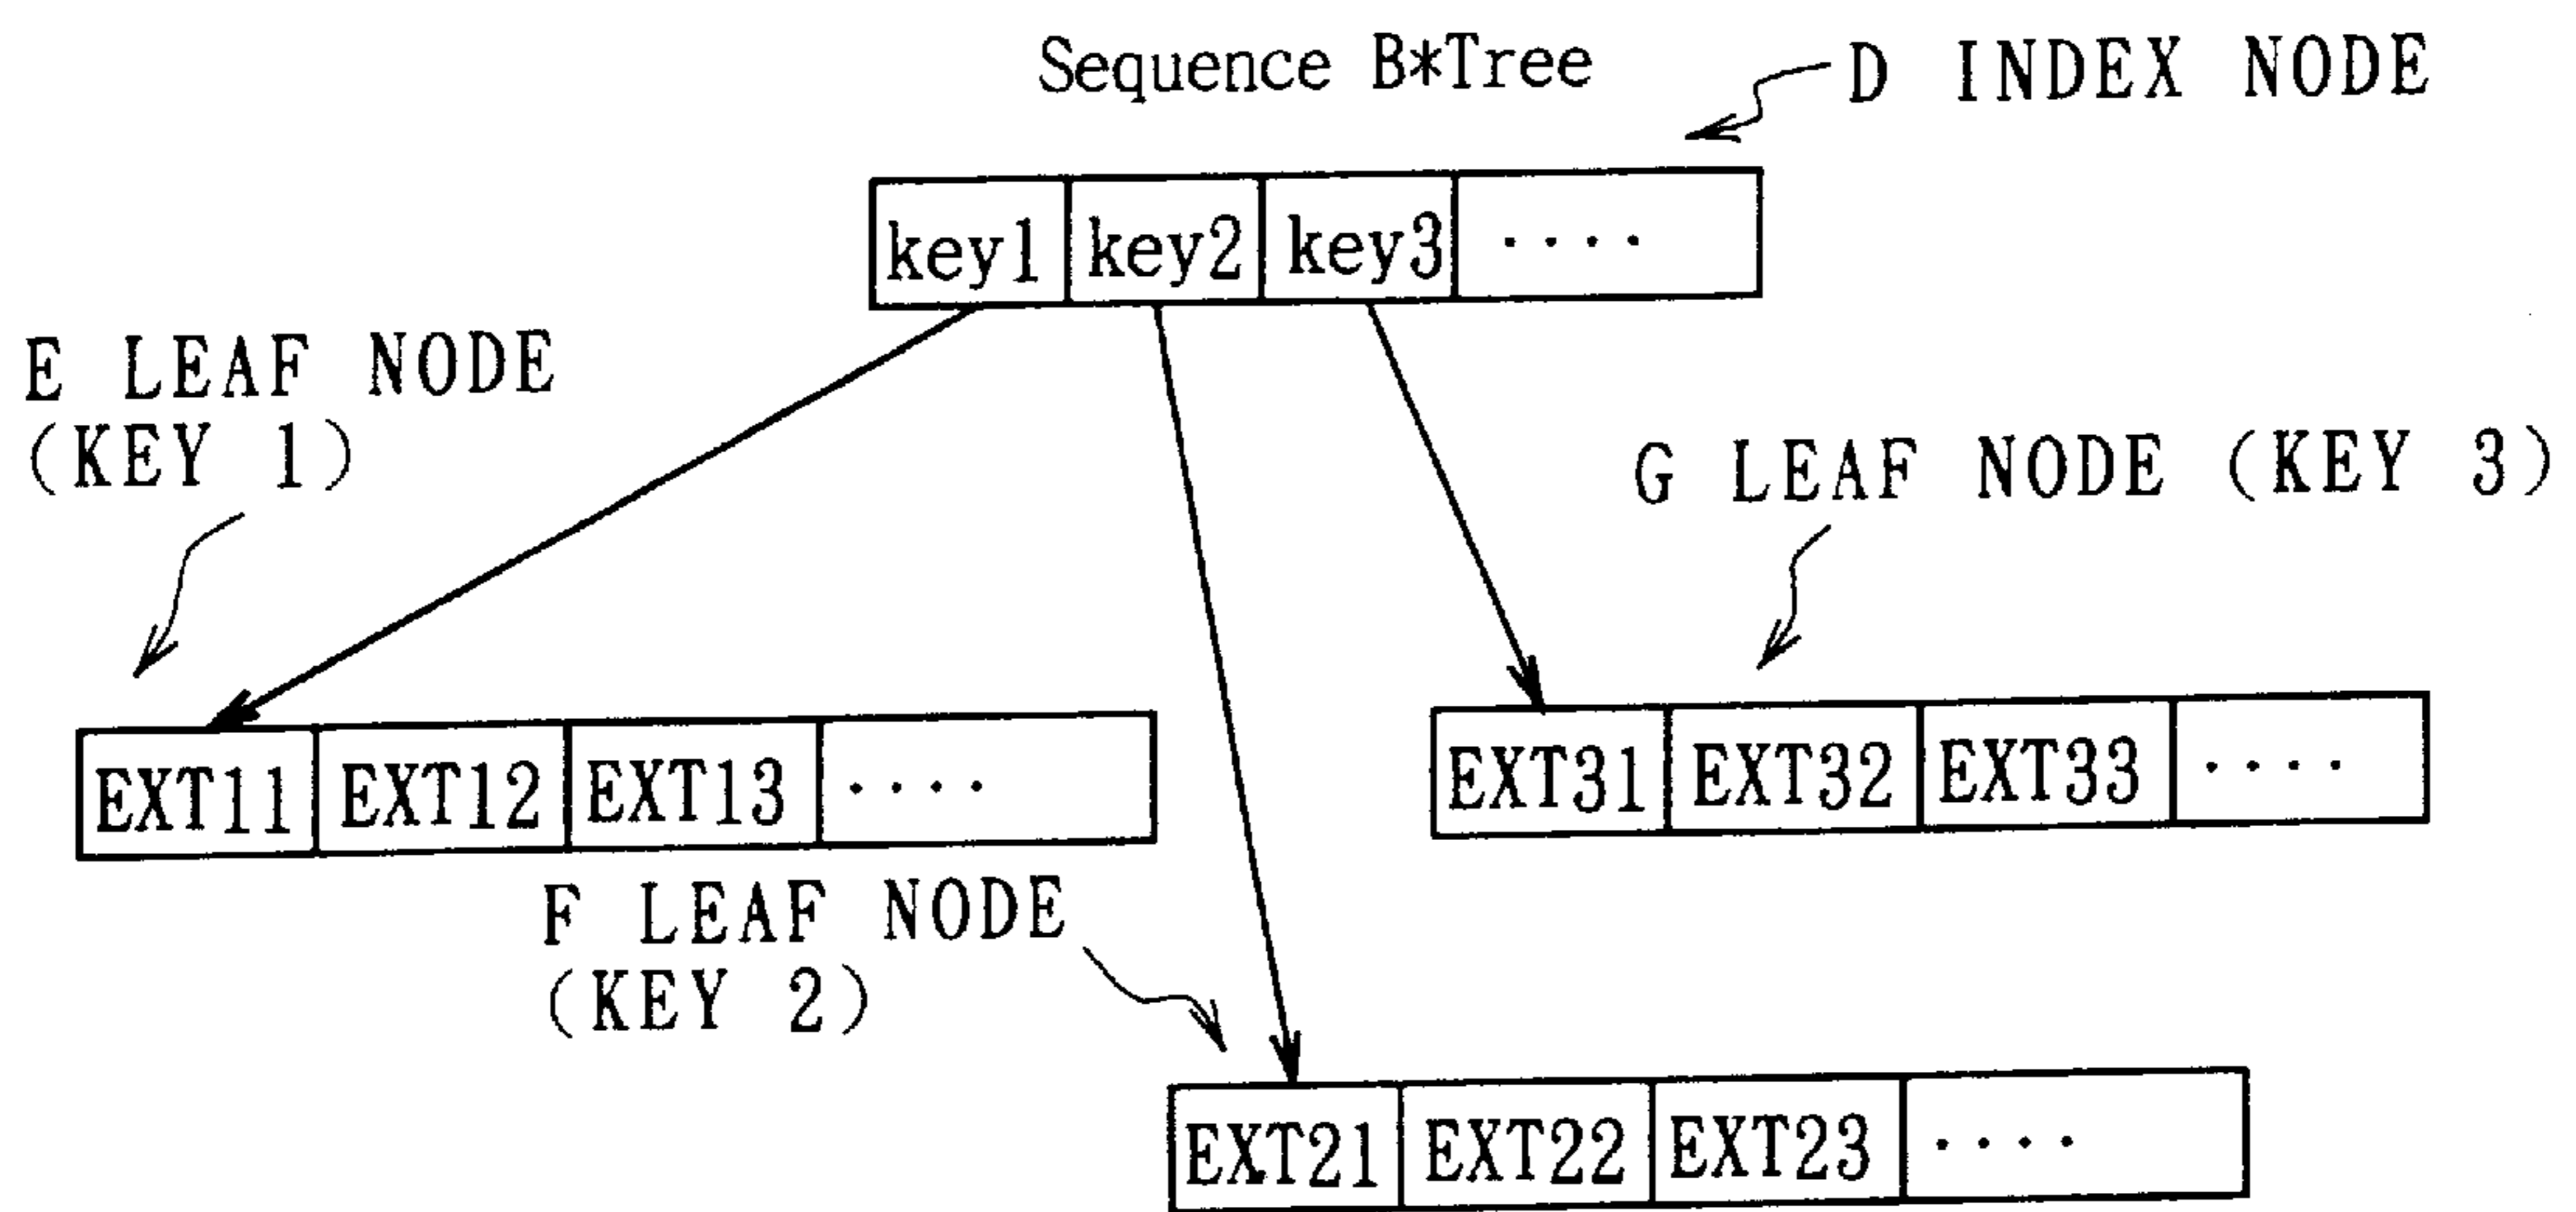 Sequence B*Tree
D INDEX NODE
key1 key2 key3 ····
E LEAF NODE
(KEY 1)
G LEAF NODE (KEY 3)
EXT11 EXT12 EXT13 ····
EXT31 EXT32 EXT33 ····
F LEAF NODE
(KEY 2)
EXT21 EXT22 EXT23 ····